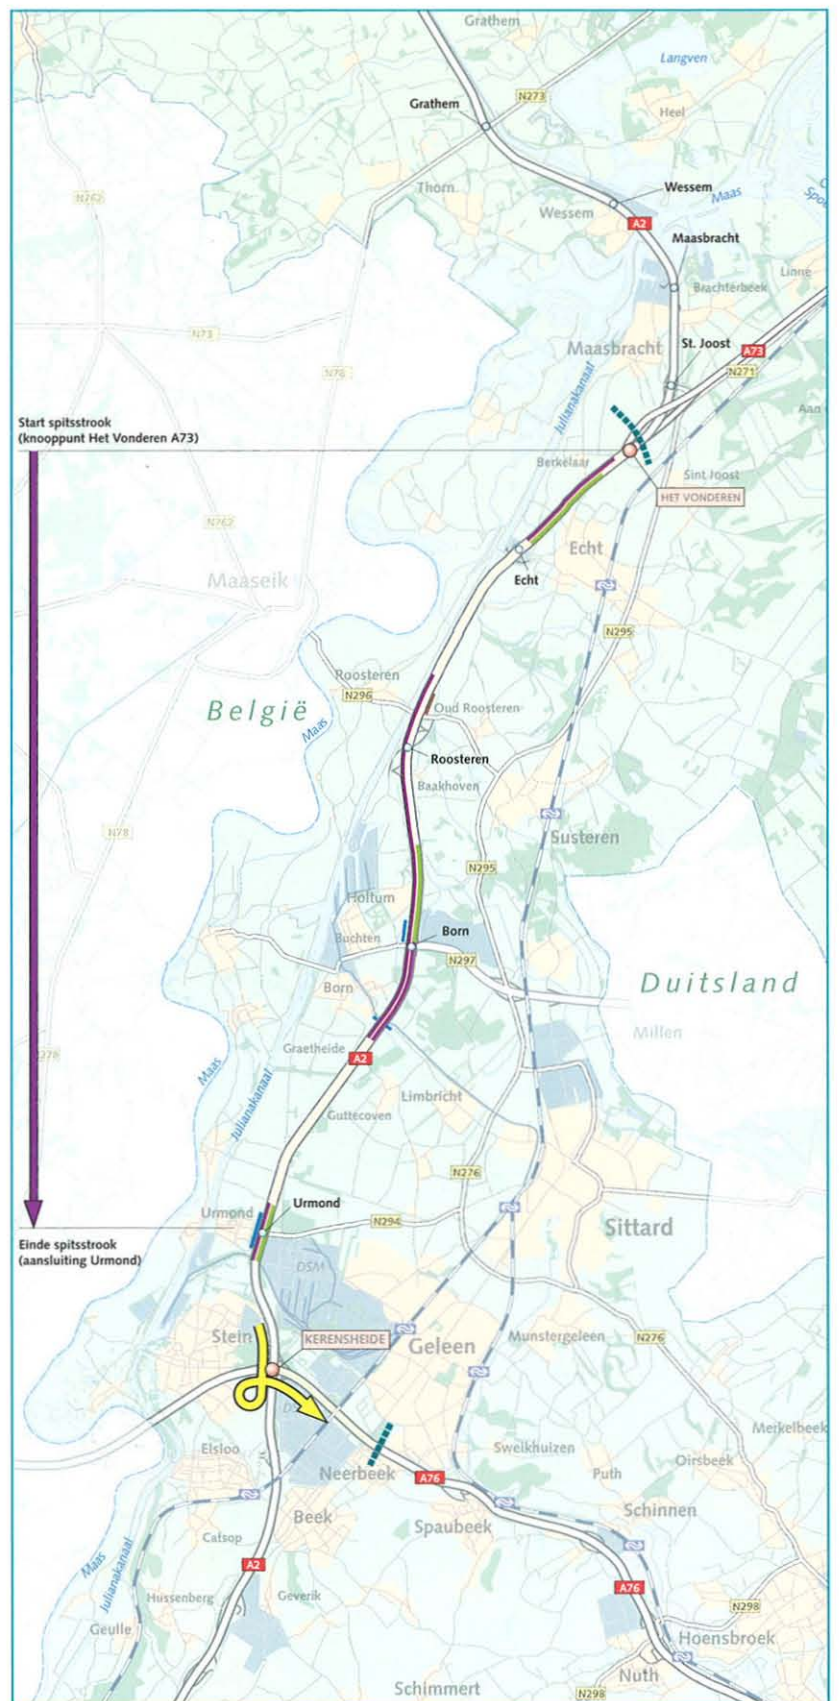 Grathem
Langven
N273
Grathem
Heel
Thorn
Wessem
Maas
N762
Wessem
A2
Maasbracht
Linne
Brachterbeek
N73
Maasbracht
St. Joost
A73
N271
N78
Julianakanaal
Aan
Start spitsstrook
(knooppunt Het Vonderen A73)
Berkelaar
Sint Joost
HET VONDEREN
N762
Echt
Maaseik
Echt
N295
Roosteren
N296
Oud Roosteren
België
Maas
Roosteren
Baakhoven
N78
Susteren
N295
Holtum
Born
Buchten
N297
Duitsland
Born
Millen
Graetheide
A2
Maas
Julianakanaal
Limbricht
Guttecoven
N276
Urmond
Urmond
N294
Sittard
Einde spitsstrook
(aansluiting Urmond)
DSM
Stein
KERENSHEIDE
Geleen
Munstergeleen
N276
Merkelbeek
Elsloo
Sweikhuizen
Oirsbeek
Neerbeek
A76
Puth
Beek
Spaubeek
Schinnen
Catsop
Maas
Julianakanaal
A2
A76
Hussenberg
Geverik
N298
Geulle
Hoensbroek
Nuth
Schimmert
N298